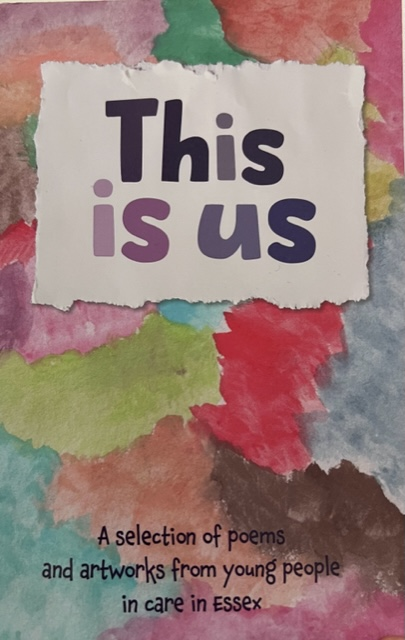 This
is us
A selection of poems
and artworks from young people
in care in Essex